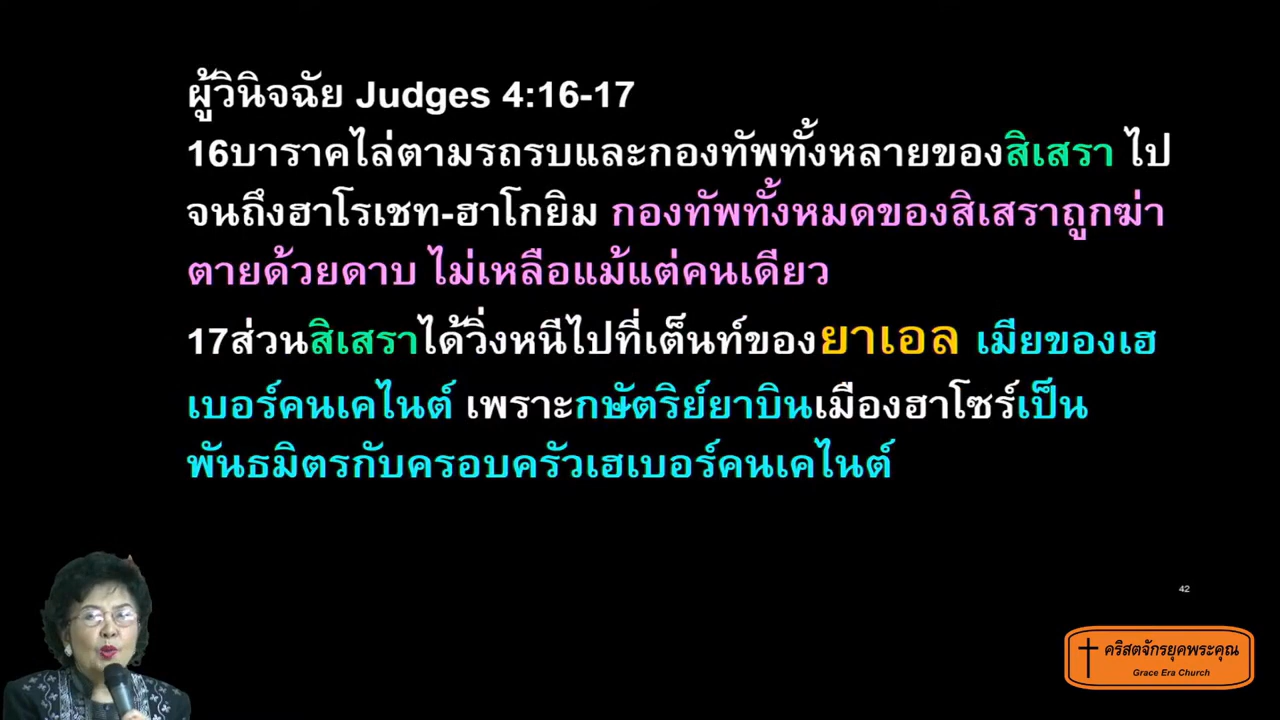 ผู้วินิจฉัย Judges 4:16-17
16บาราคไล่ตามรถรบและกองทัพทั้งหลายของสิเสรา ไป
จนถึงฮาโรเชท-ฮาโกยิม กองทัพทั้งหมดของสิเสราถูกฆ่า
ตายด้วยดาบ ไม่เหลือแม้แต่คนเดียว
17ส่วนสิเสราได้วิ่งหนีไปที่เต็นท์ของยาเอล เมียของเฮ
เบอร์คนเคไนต์ เพราะกษัตริย์ยาบินเมืองฮาโซร์เป็น
พันธมิตรกับครอบครัวเฮเบอร์คนเคไนต์
42
คริสตจักรยุคพระคุณ
Grace Era Church